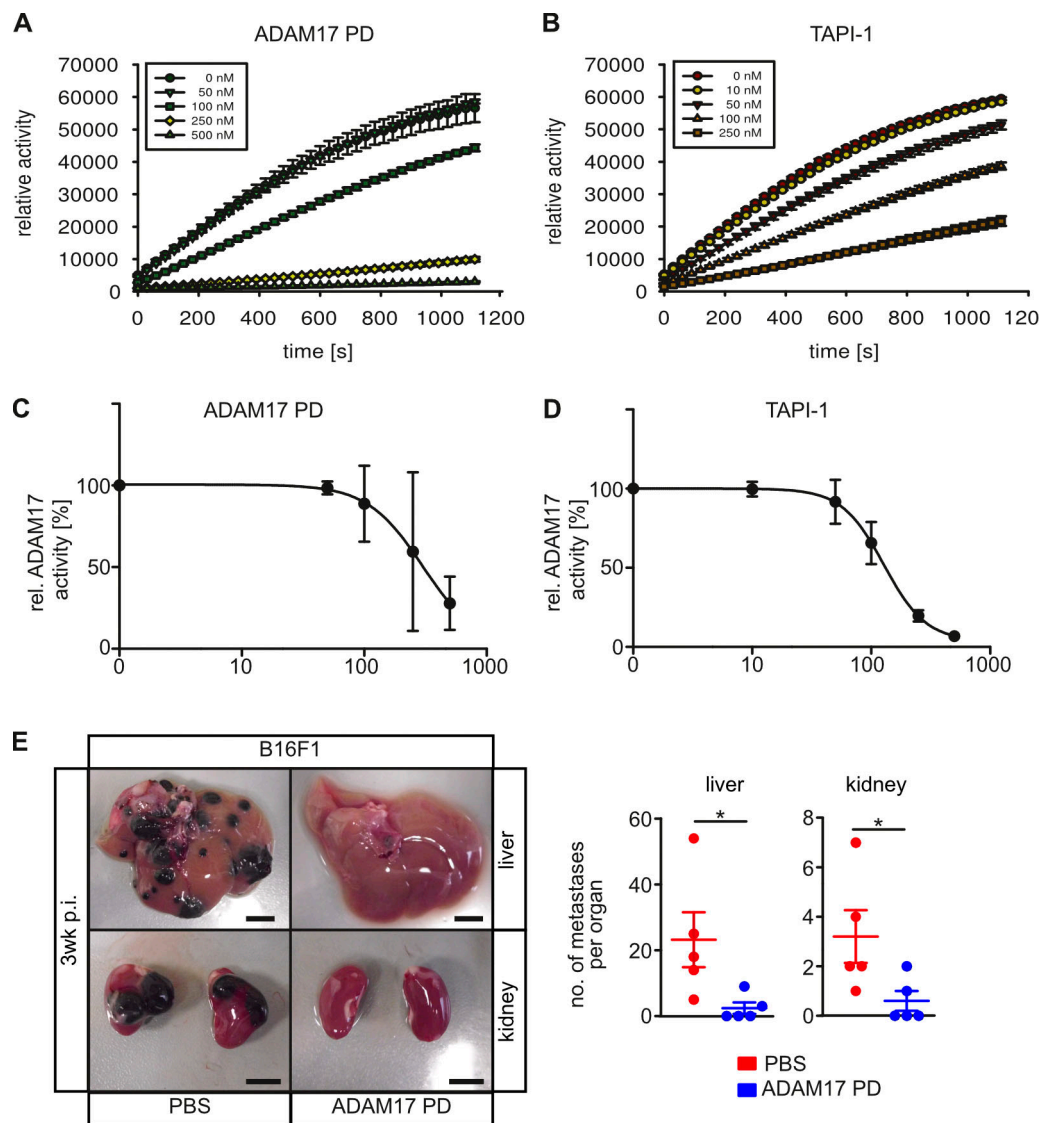 A
ADAM17 PD
70000
60000
50000
40000
30000
20000
10000
0
relative activity
0 nM
50 nM
100 nM
250 nM
500 nM
0 200 400 600 800 1000 1200
time [s]
B
TAPI-1
70000
60000
50000
40000
30000
20000
10000
0
relative activity
0 nM
10 nM
50 nM
100 nM
250 nM
0 200 400 600 800 1000 120
time [s]
C
ADAM17 PD
rel. ADAM17
activity [%]
100
50
0
0 10 100 1000
D
TAPI-1
rel. ADAM17
activity [%]
100
50
0
0 10 100 1000
E
B16F1
3wk p.i.
liver
kidney
PBS
ADAM17 PD
no. of metastases
per organ
liver
*
60
40
20
0
kidney
*
8
6
4
2
0
PBS
ADAM17 PD